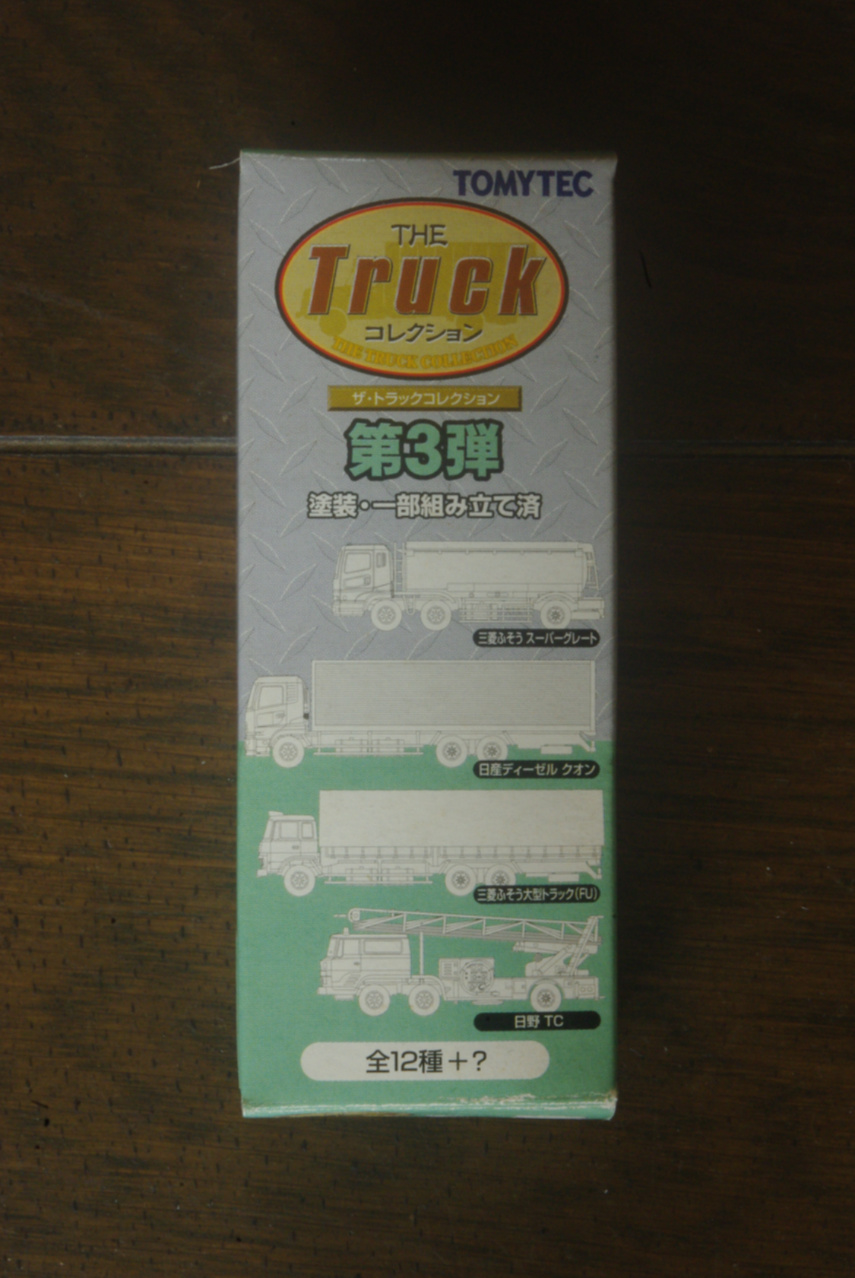 TOMYTEC
THE
Truck
コレクション
THE TRUCK COLLECTION
ザ・トラックコレクション
第3弾
塗装・一部組み立て済
三菱ふそう スーパーグレート
日産ディーゼル クオン
三菱ふそう大型トラック(FU)
日野 TC
全12種＋?